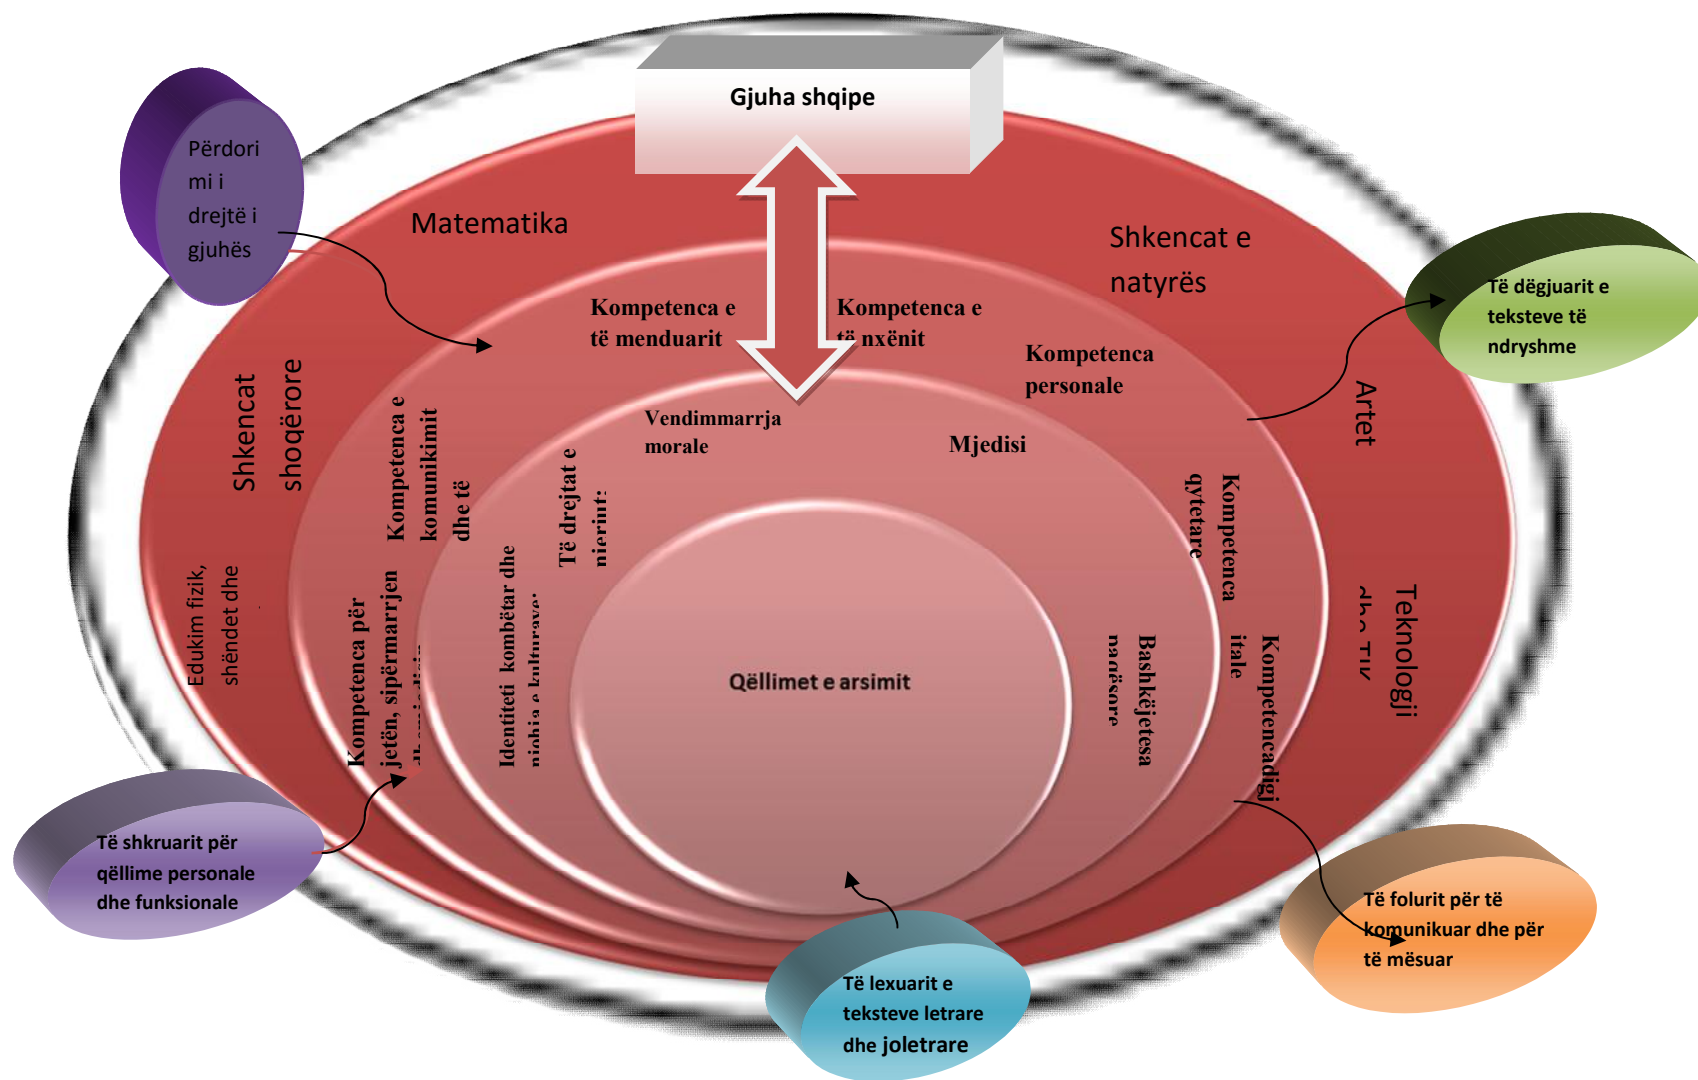 Gjuha shqipe
Përdori
mi i
drejtë i
gjuhës
Matematika
Shkencat e
natyrës
Të dëgjuarit e
teksteve të
ndryshme
Kompetenca e
të menduarit
Kompetenca e
të nxënit
Kompetenca
personale
Shkencat
shoqërore
Artet
Vendimmarrja
morale
Mjedisi
Kompetenca e
komunikimit
dhe të
Të drejtat e
Kompetenca
qytetare
Edukim fizik,
shëndet dhe
Teknologji
Kompetenca për
jetën, sipërmarrjen
Identiteti kombëtar dhe
Qëllimet e arsimit
Bashkëjetesa
paqësore
Kompetencadigj
itale
Të shkruarit për
qëllime personale
dhe funksionale
Të folurit për të
komunikuar dhe për
të mësuar
Të lexuarit e
teksteve letrare
dhe joletrare